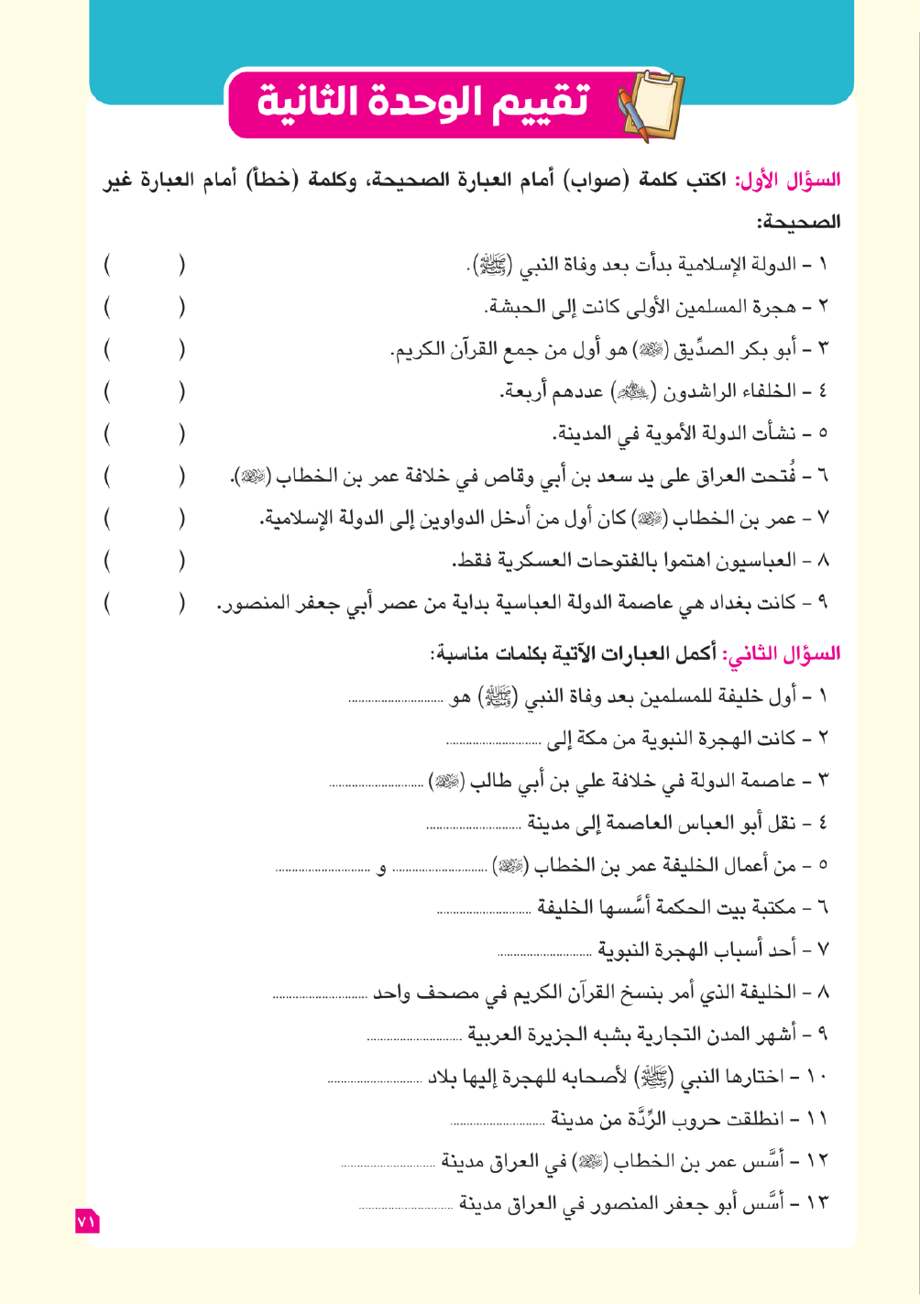 تقييم الوحدة الثانية
السؤال الأول: اكتب كلمة (صواب) أمام العبارة الصحيحة، وكلمة (خطأ) أمام العبارة غير
الصحيحة:
١ - الدولة الإسلامية بدأت بعد وفاة النبي (ﷺ). ( )
٢ - هجرة المسلمين الأولى كانت إلى الحبشة. ( )
٣ - أبو بكر الصدِّيق (رضي الله عنه) هو أول من جمع القرآن الكريم. ( )
٤ - الخلفاء الراشدون (رضي الله عنهم) عددهم أربعة. ( )
٥ - نشأت الدولة الأموية في المدينة. ( )
٦ - فُتحت العراق على يد سعد بن أبي وقاص في خلافة عمر بن الخطاب (رضي الله عنه). ( )
٧ - عمر بن الخطاب (رضي الله عنه) كان أول من أدخل الدواوين إلى الدولة الإسلامية. ( )
٨ - العباسيون اهتموا بالفتوحات العسكرية فقط. ( )
٩ - كانت بغداد هي عاصمة الدولة العباسية بداية من عصر أبي جعفر المنصور. ( )
السؤال الثاني: أكمل العبارات الآتية بكلمات مناسبة:
١ - أول خليفة للمسلمين بعد وفاة النبي (ﷺ) هو .............................
٢ - كانت الهجرة النبوية من مكة إلى .............................
٣ - عاصمة الدولة في خلافة علي بن أبي طالب (رضي الله عنه) .............................
٤ - نقل أبو العباس العاصمة إلى مدينة .............................
٥ - من أعمال الخليفة عمر بن الخطاب (رضي الله عنه) ............................. و .............................
٦ - مكتبة بيت الحكمة أسَّسها الخليفة .............................
٧ - أحد أسباب الهجرة النبوية .............................
٨ - الخليفة الذي أمر بنسخ القرآن الكريم في مصحف واحد .............................
٩ - أشهر المدن التجارية بشبه الجزيرة العربية .............................
١٠ - اختارها النبي (ﷺ) لأصحابه للهجرة إليها بلاد .............................
١١ - انطلقت حروب الرِّدَّة من مدينة .............................
١٢ - أسَّس عمر بن الخطاب (رضي الله عنه) في العراق مدينة .............................
١٣ - أسَّس أبو جعفر المنصور في العراق مدينة .............................
٧١